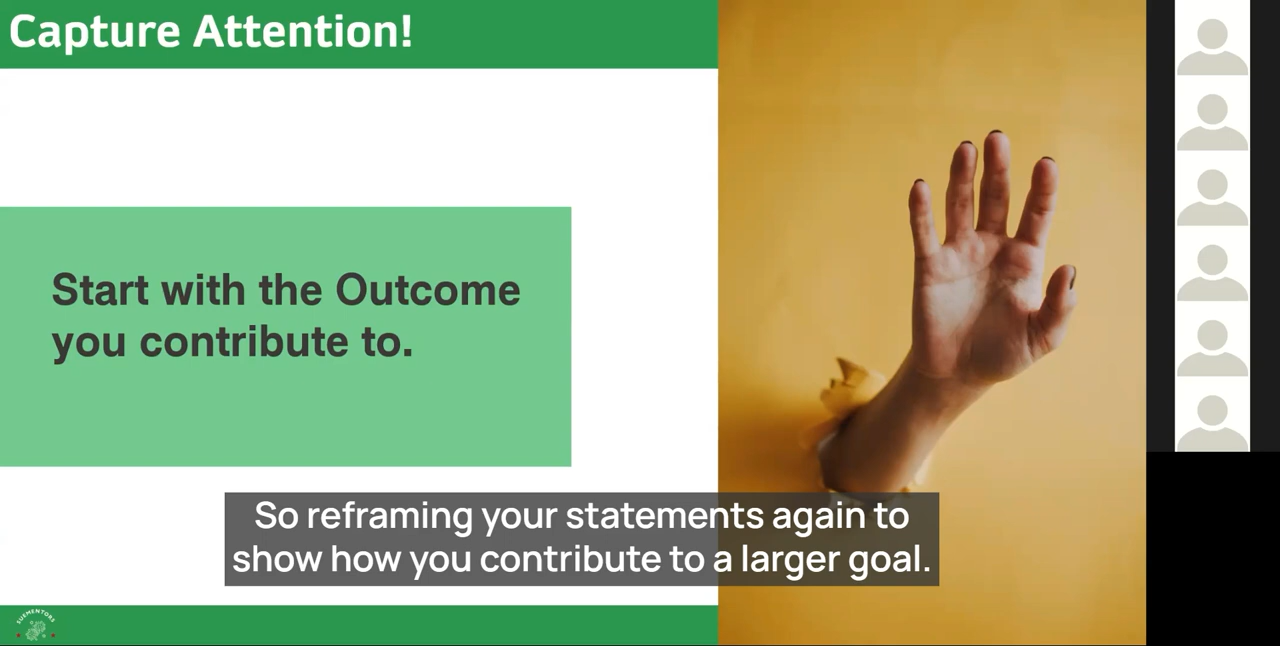 Capture Attention!
Start with the Outcome
you contribute to.
So reframing your statements again to
show how you contribute to a larger goal.
SUEMENTORS